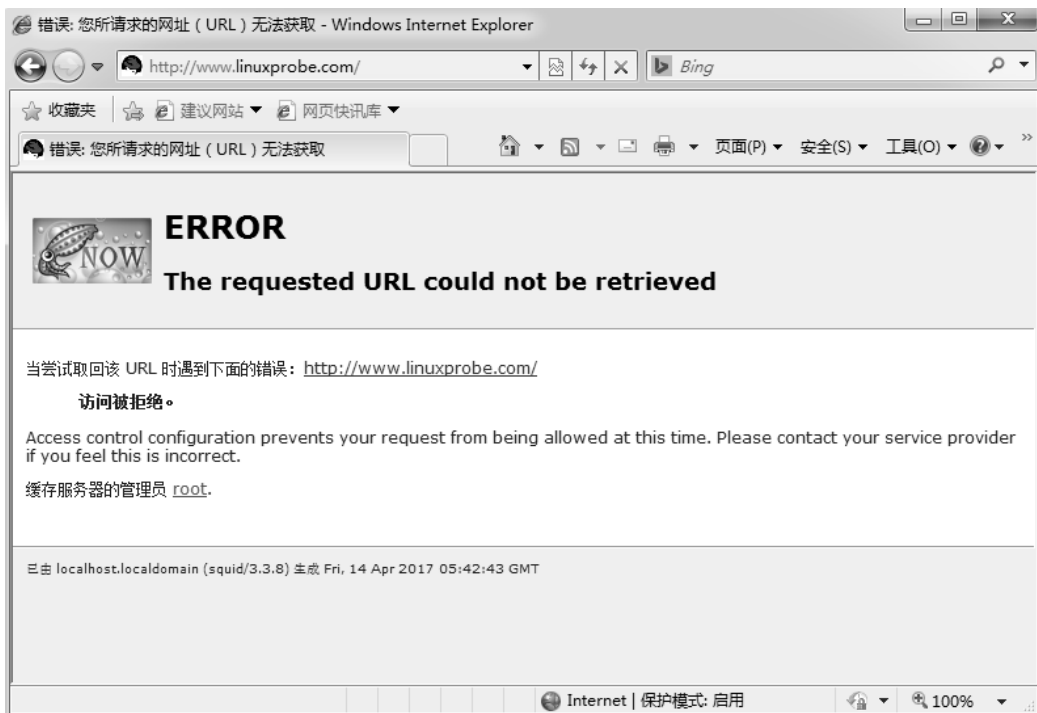 错误: 您所请求的网址（URL）无法获取 - Windows Internet Explorer
http://www.linuxprobe.com/
Bing
收藏夹 建议网站 网页快讯库
错误: 您所请求的网址（URL）无法获取 页面(P) 安全(S) 工具(O)
NOW
ERROR
The requested URL could not be retrieved
当尝试取回该 URL 时遇到下面的错误：http://www.linuxprobe.com/
访问被拒绝。
Access control configuration prevents your request from being allowed at this time. Please contact your service provider
if you feel this is incorrect.
缓存服务器的管理员 root.
已由 localhost.localdomain (squid/3.3.8) 生成 Fri, 14 Apr 2017 05:42:43 GMT
Internet | 保护模式: 启用 100%